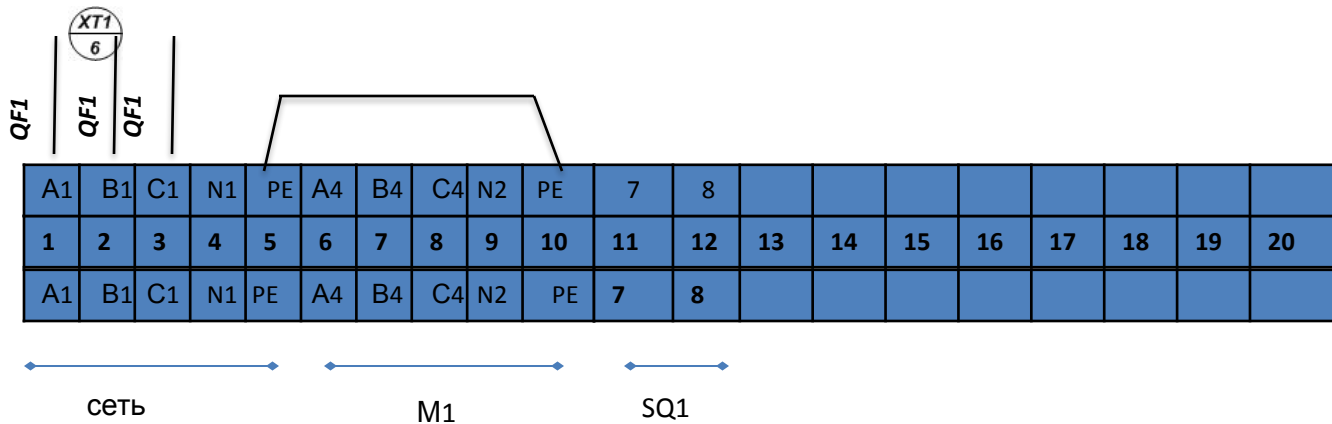 XT1
6
QF1 QF1 QF1
A1 B1 C1 N1 PE A4 B4 C4 N2 PE 7 8
1 2 3 4 5 6 7 8 9 10 11 12 13 14 15 16 17 18 19 20
A1 B1 C1 N1 PE A4 B4 C4 N2 PE 7 8
сеть M1 SQ1